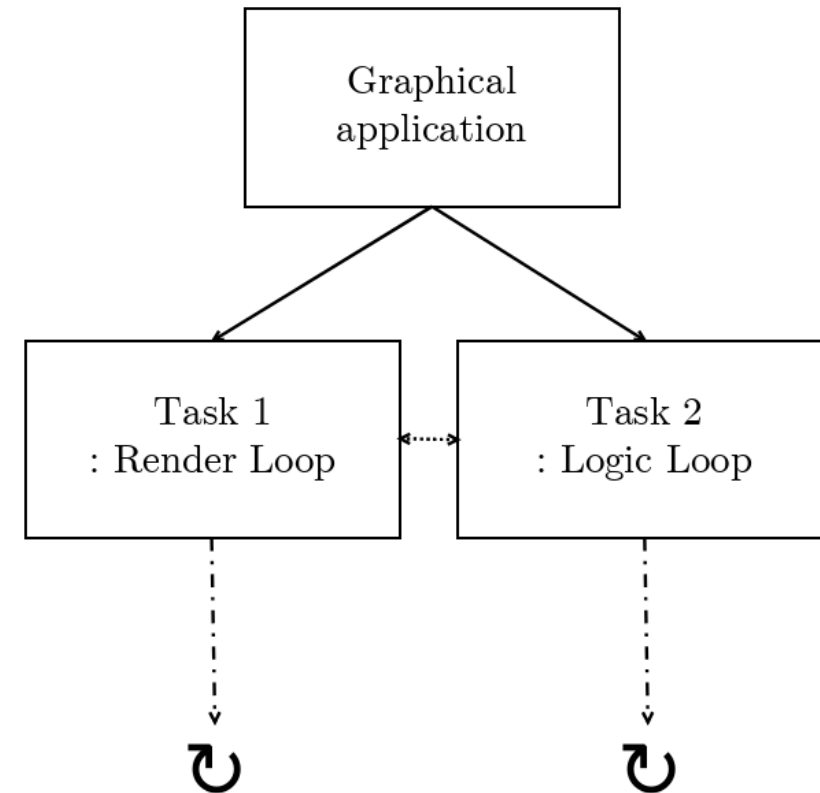 Graphical
application
Task 1
: Render Loop
Task 2
: Logic Loop